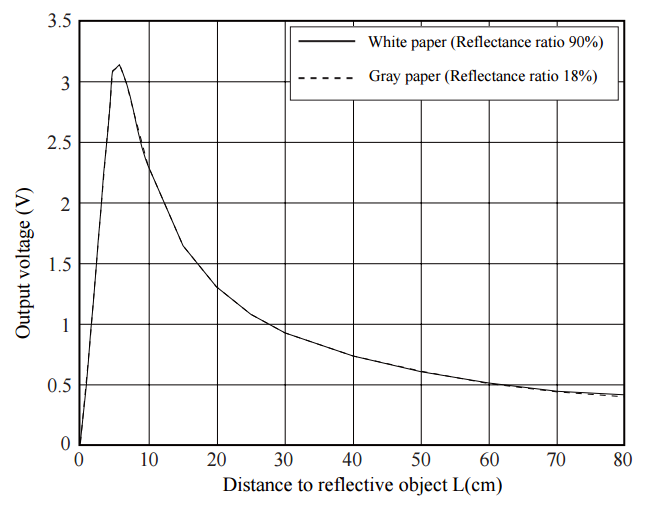 3.5
3
2.5
2
1.5
1
0.5
0
White paper (Reflectance ratio 90%)
Gray paper (Reflectance ratio 18%)
Output voltage (V)
0 10 20 30 40 50 60 70 80
Distance to reflective object L(cm)